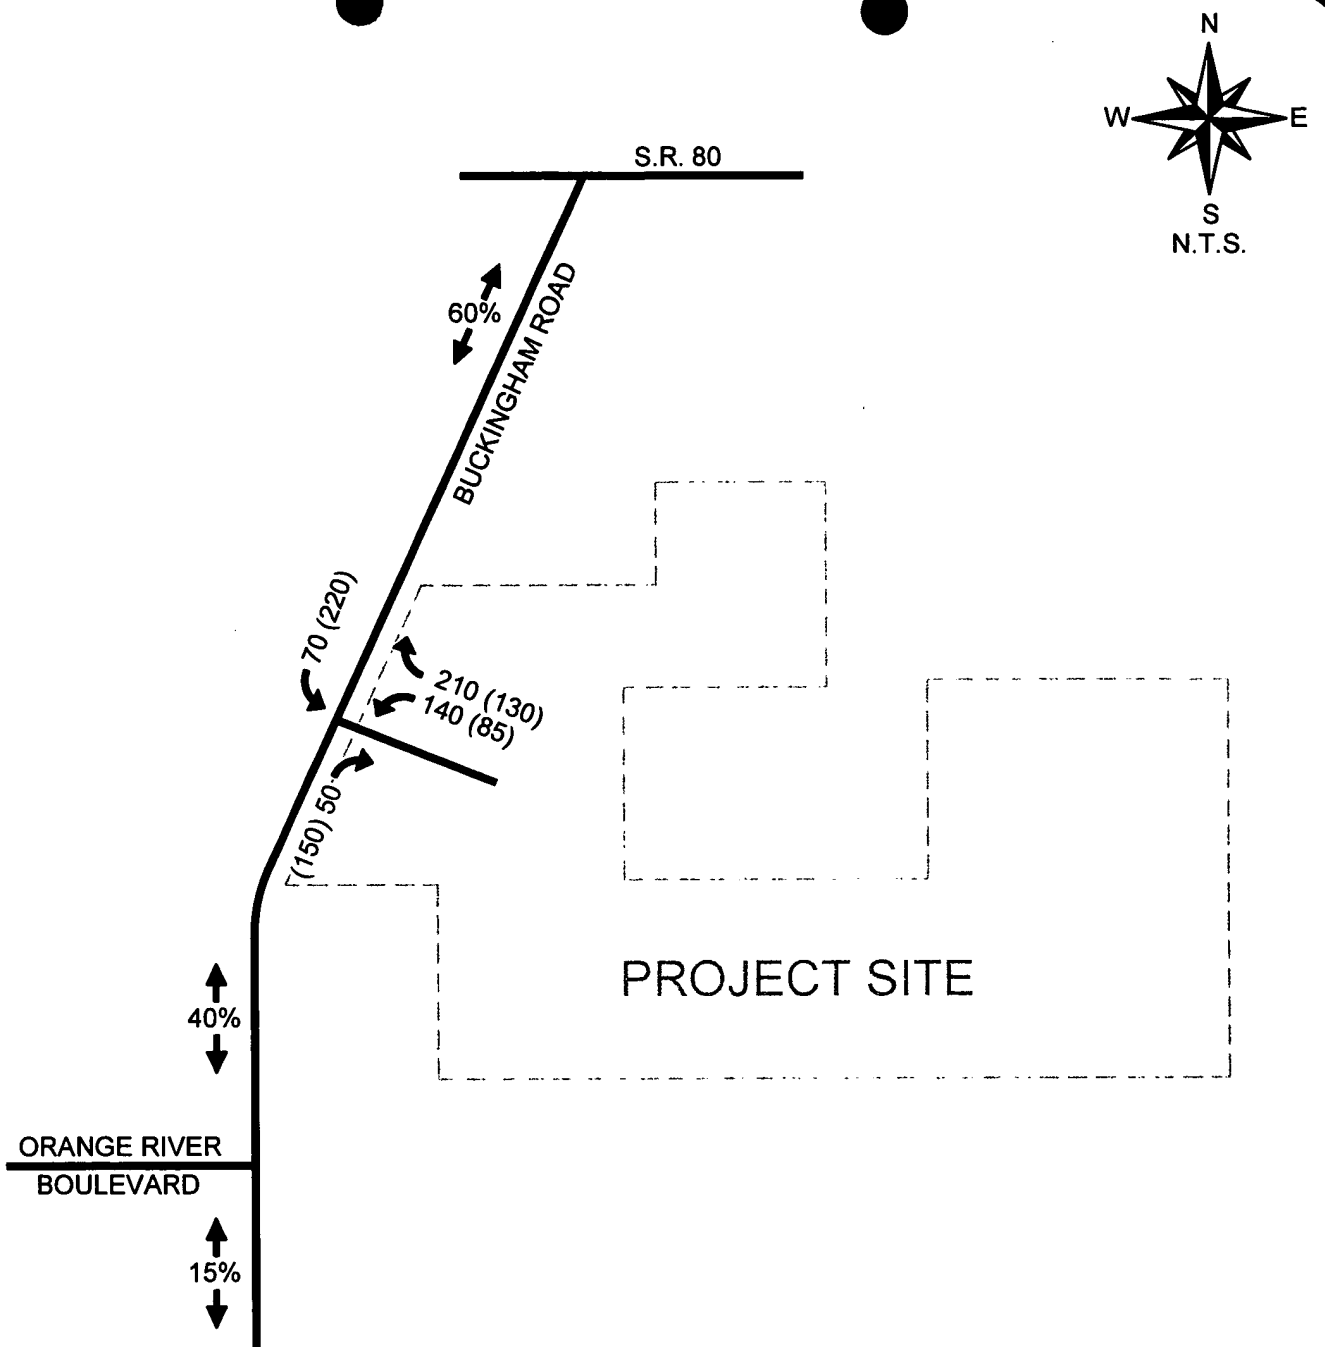 N
W
E
S
N.T.S.
S.R. 80
60%
BUCKINGHAM ROAD
70 (220)
210 (130)
140 (85)
(150) 50
PROJECT SITE
40%
ORANGE RIVER
BOULEVARD
15%